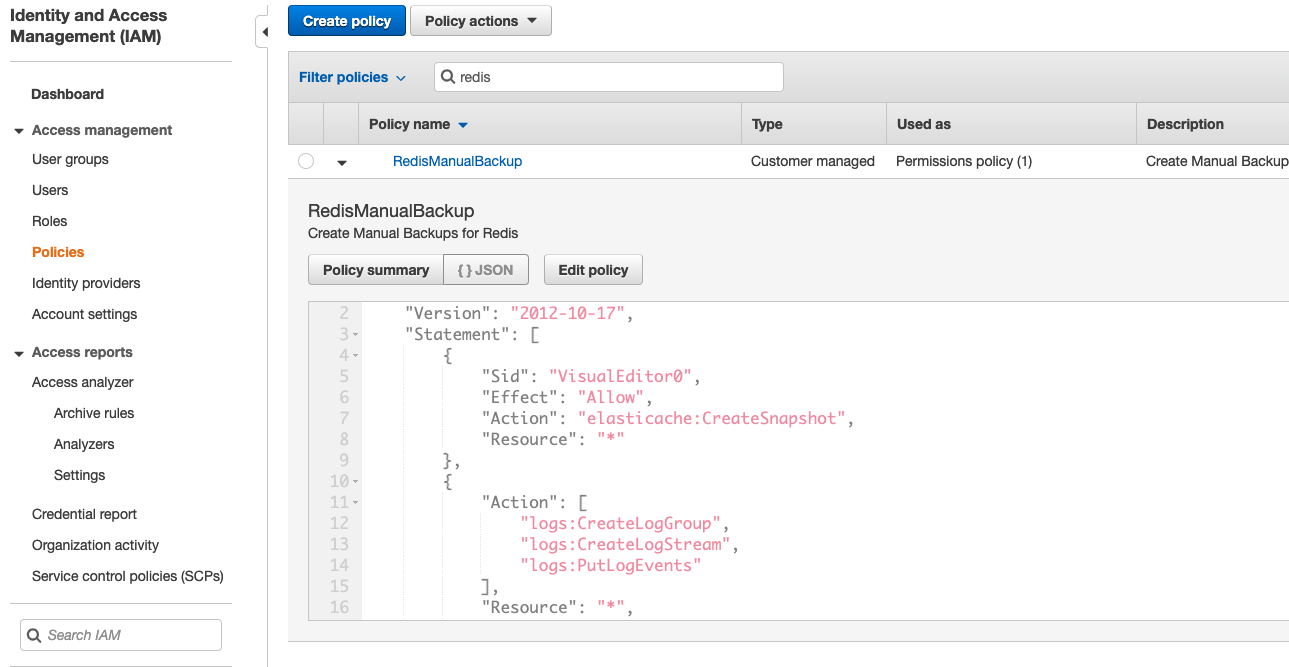 Identity and Access
Management (IAM)
Dashboard
Access management
User groups
Users
Roles
Policies
Identity providers
Account settings
Access reports
Access analyzer
Archive rules
Analyzers
Settings
Credential report
Organization activity
Service control policies (SCPs)
Search IAM
Create policy Policy actions
Filter policies redis
Policy name Type Used as Description
RedisManualBackup Customer managed Permissions policy (1) Create Manual Backup
RedisManualBackup
Create Manual Backups for Redis
Policy summary { } JSON Edit policy
2 "Version": "2012-10-17",
3 "Statement": [
4 {
5 "Sid": "VisualEditor0",
6 "Effect": "Allow",
7 "Action": "elasticache:CreateSnapshot",
8 "Resource": "*"
9 },
10 {
11 "Action": [
12 "logs:CreateLogGroup",
13 "logs:CreateLogStream",
14 "logs:PutLogEvents"
15 ],
16 "Resource": "*",